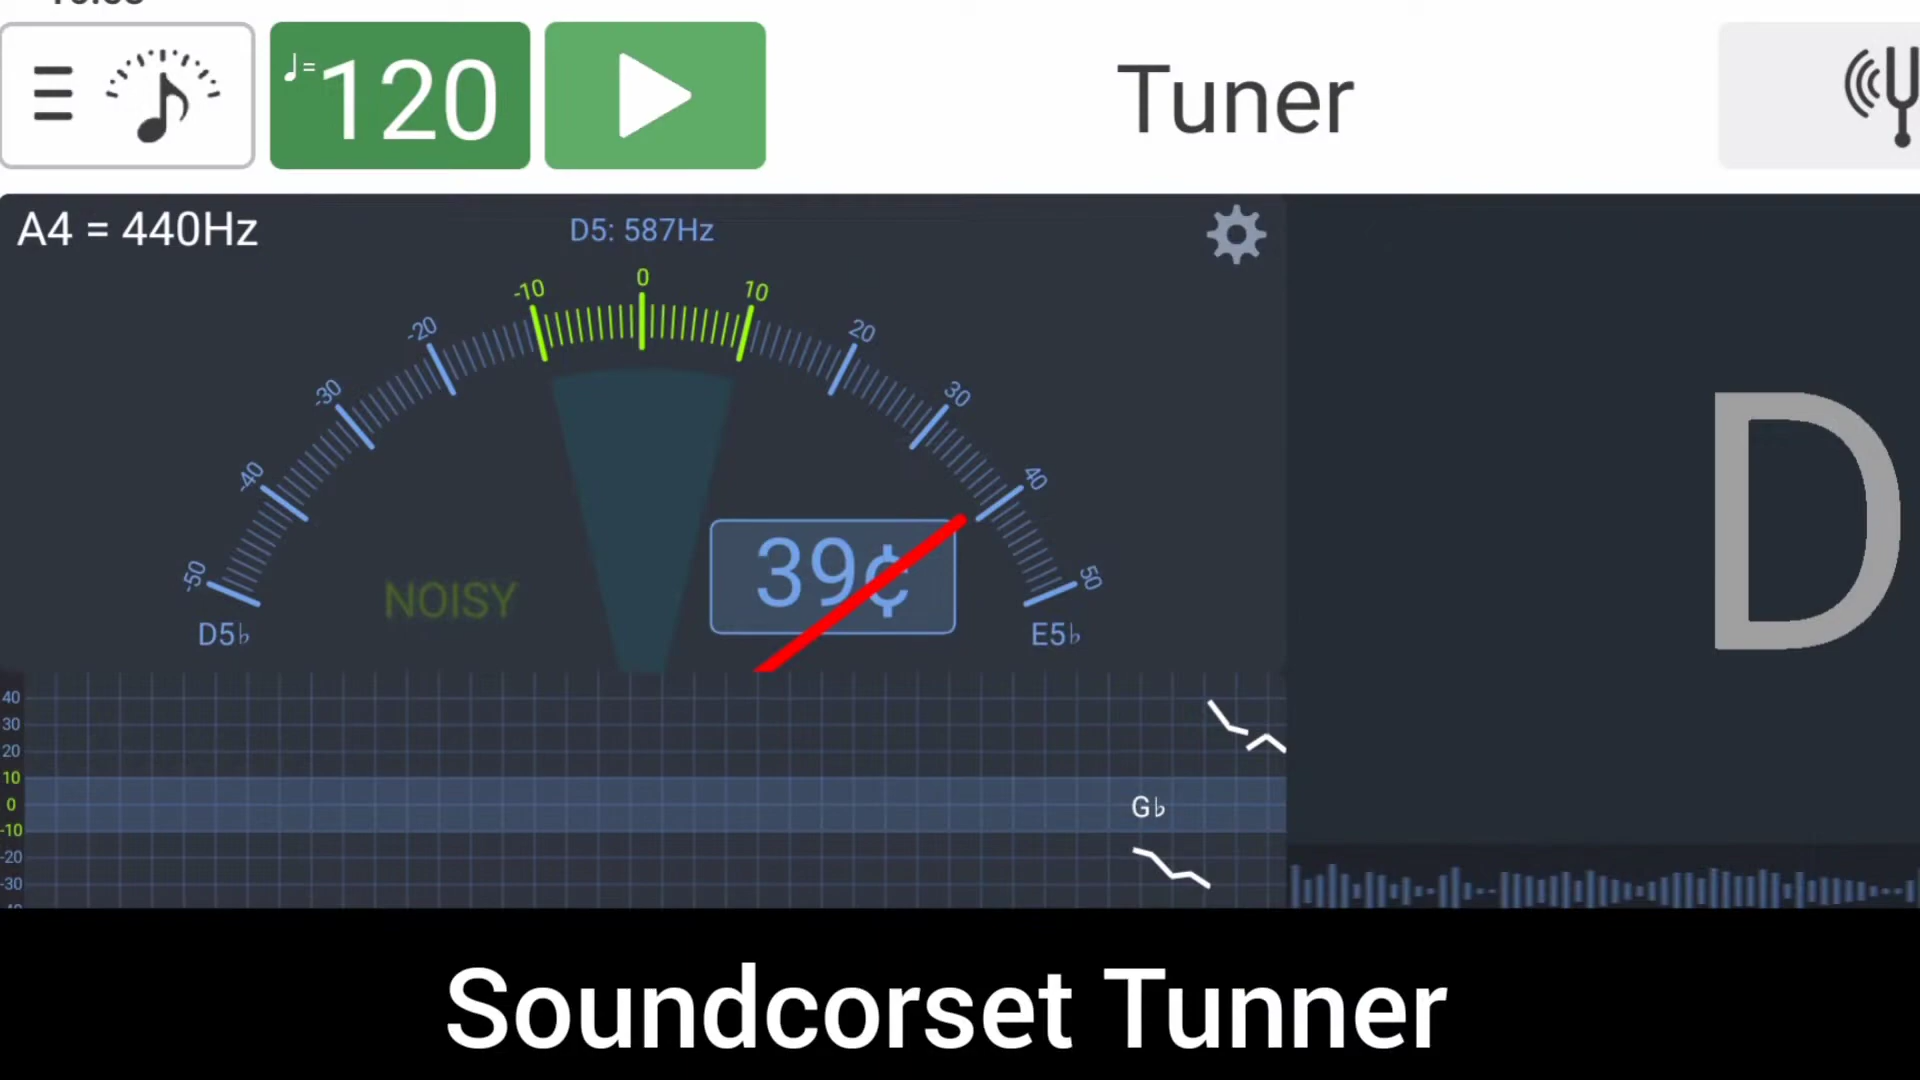 ♩=120
Tuner
A4 = 440Hz
D5: 587Hz
-50 -40 -30 -20 -10 0 10 20 30 40 50
NOISY
39¢
D5♭
E5♭
D
40
30
20
10
0
-10
-20
-30
G♭
Soundcorset Tunner